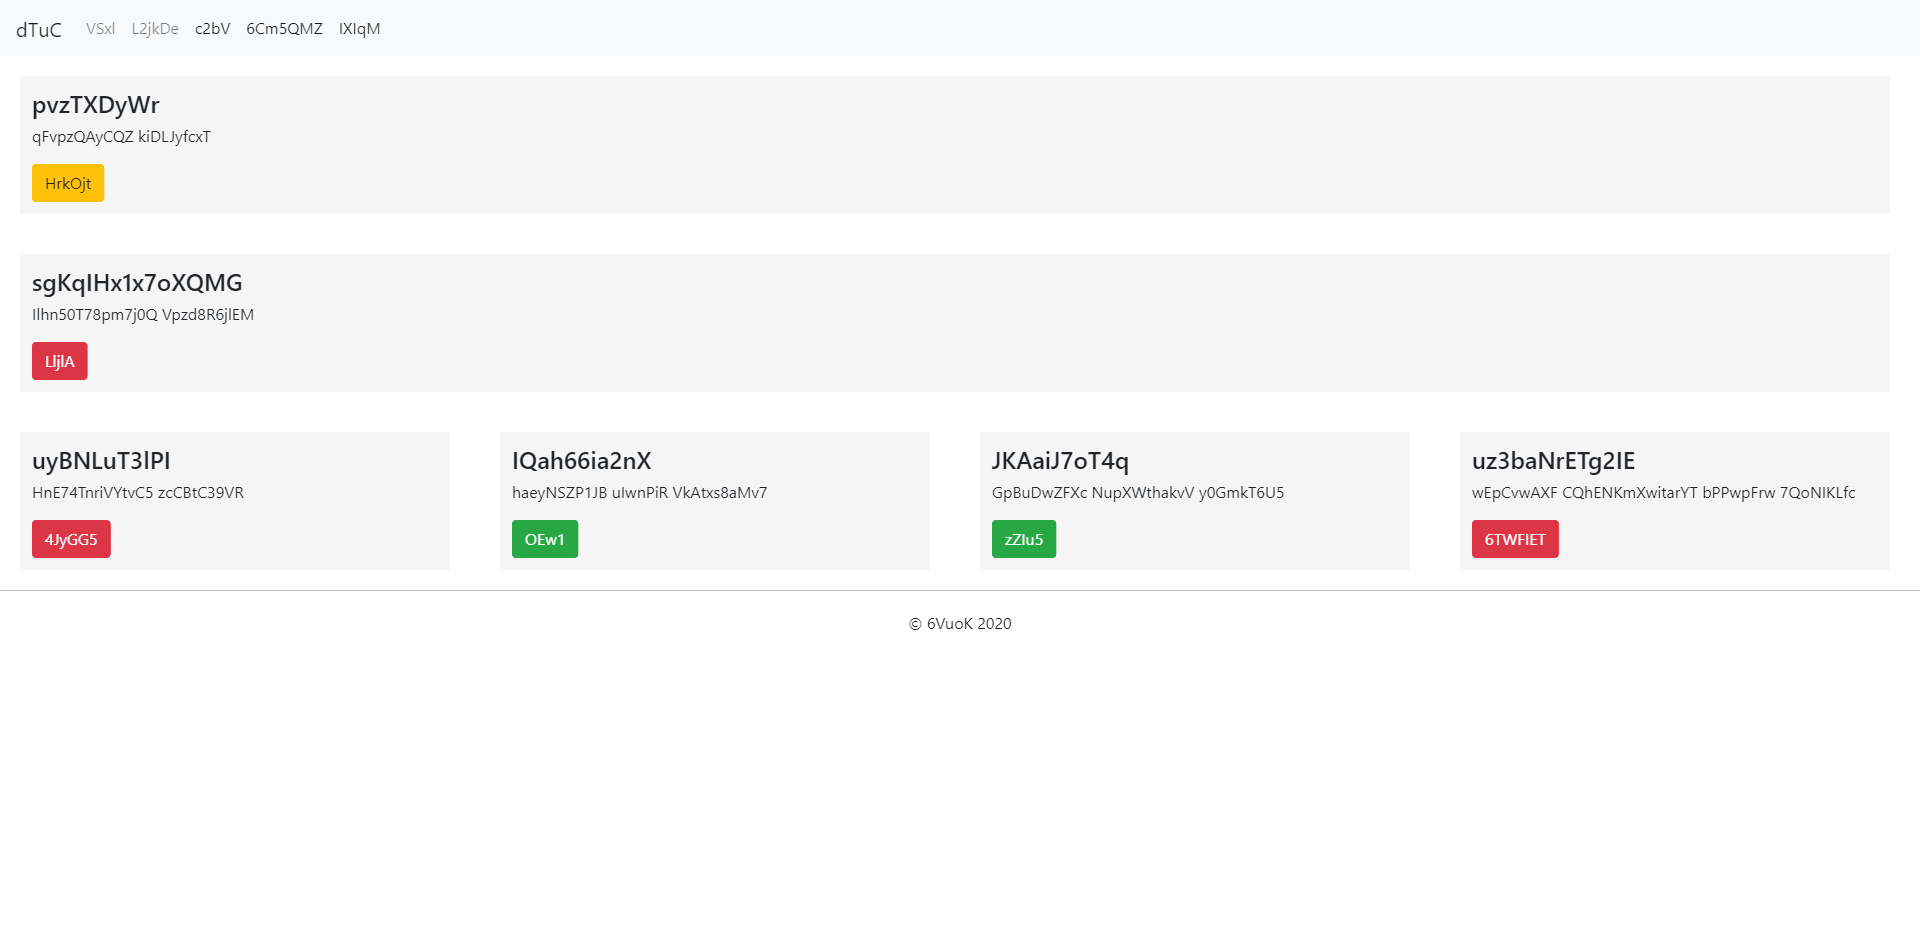 dTuC VSxl L2jkDe c2bV 6Cm5QMZ IXIqM
pvzTXDyWr
qFvpzQAyCQZ kiDLJyfcxT
HrkOjt
sgKqIHx1x7oXQMG
Ilhn50T78pm7j0Q Vpzd8R6jlEM
LljlA
uyBNLuT3lPI
HnE74TnriVYtvC5 zcCBtC39VR
4JyGG5
IQah66ia2nX
haeyNSZP1JB uIwnPiR VkAtxs8aMv7
OEw1
JKAaiJ7oT4q
GpBuDwZFXc NupXWthakvV y0GmkT6U5
zZIu5
uz3baNrETg2IE
wEpCvwAXF CQhENKmXwitarYT bPPwpFrw 7QoNIKLfc
6TWFIET
© 6VuoK 2020